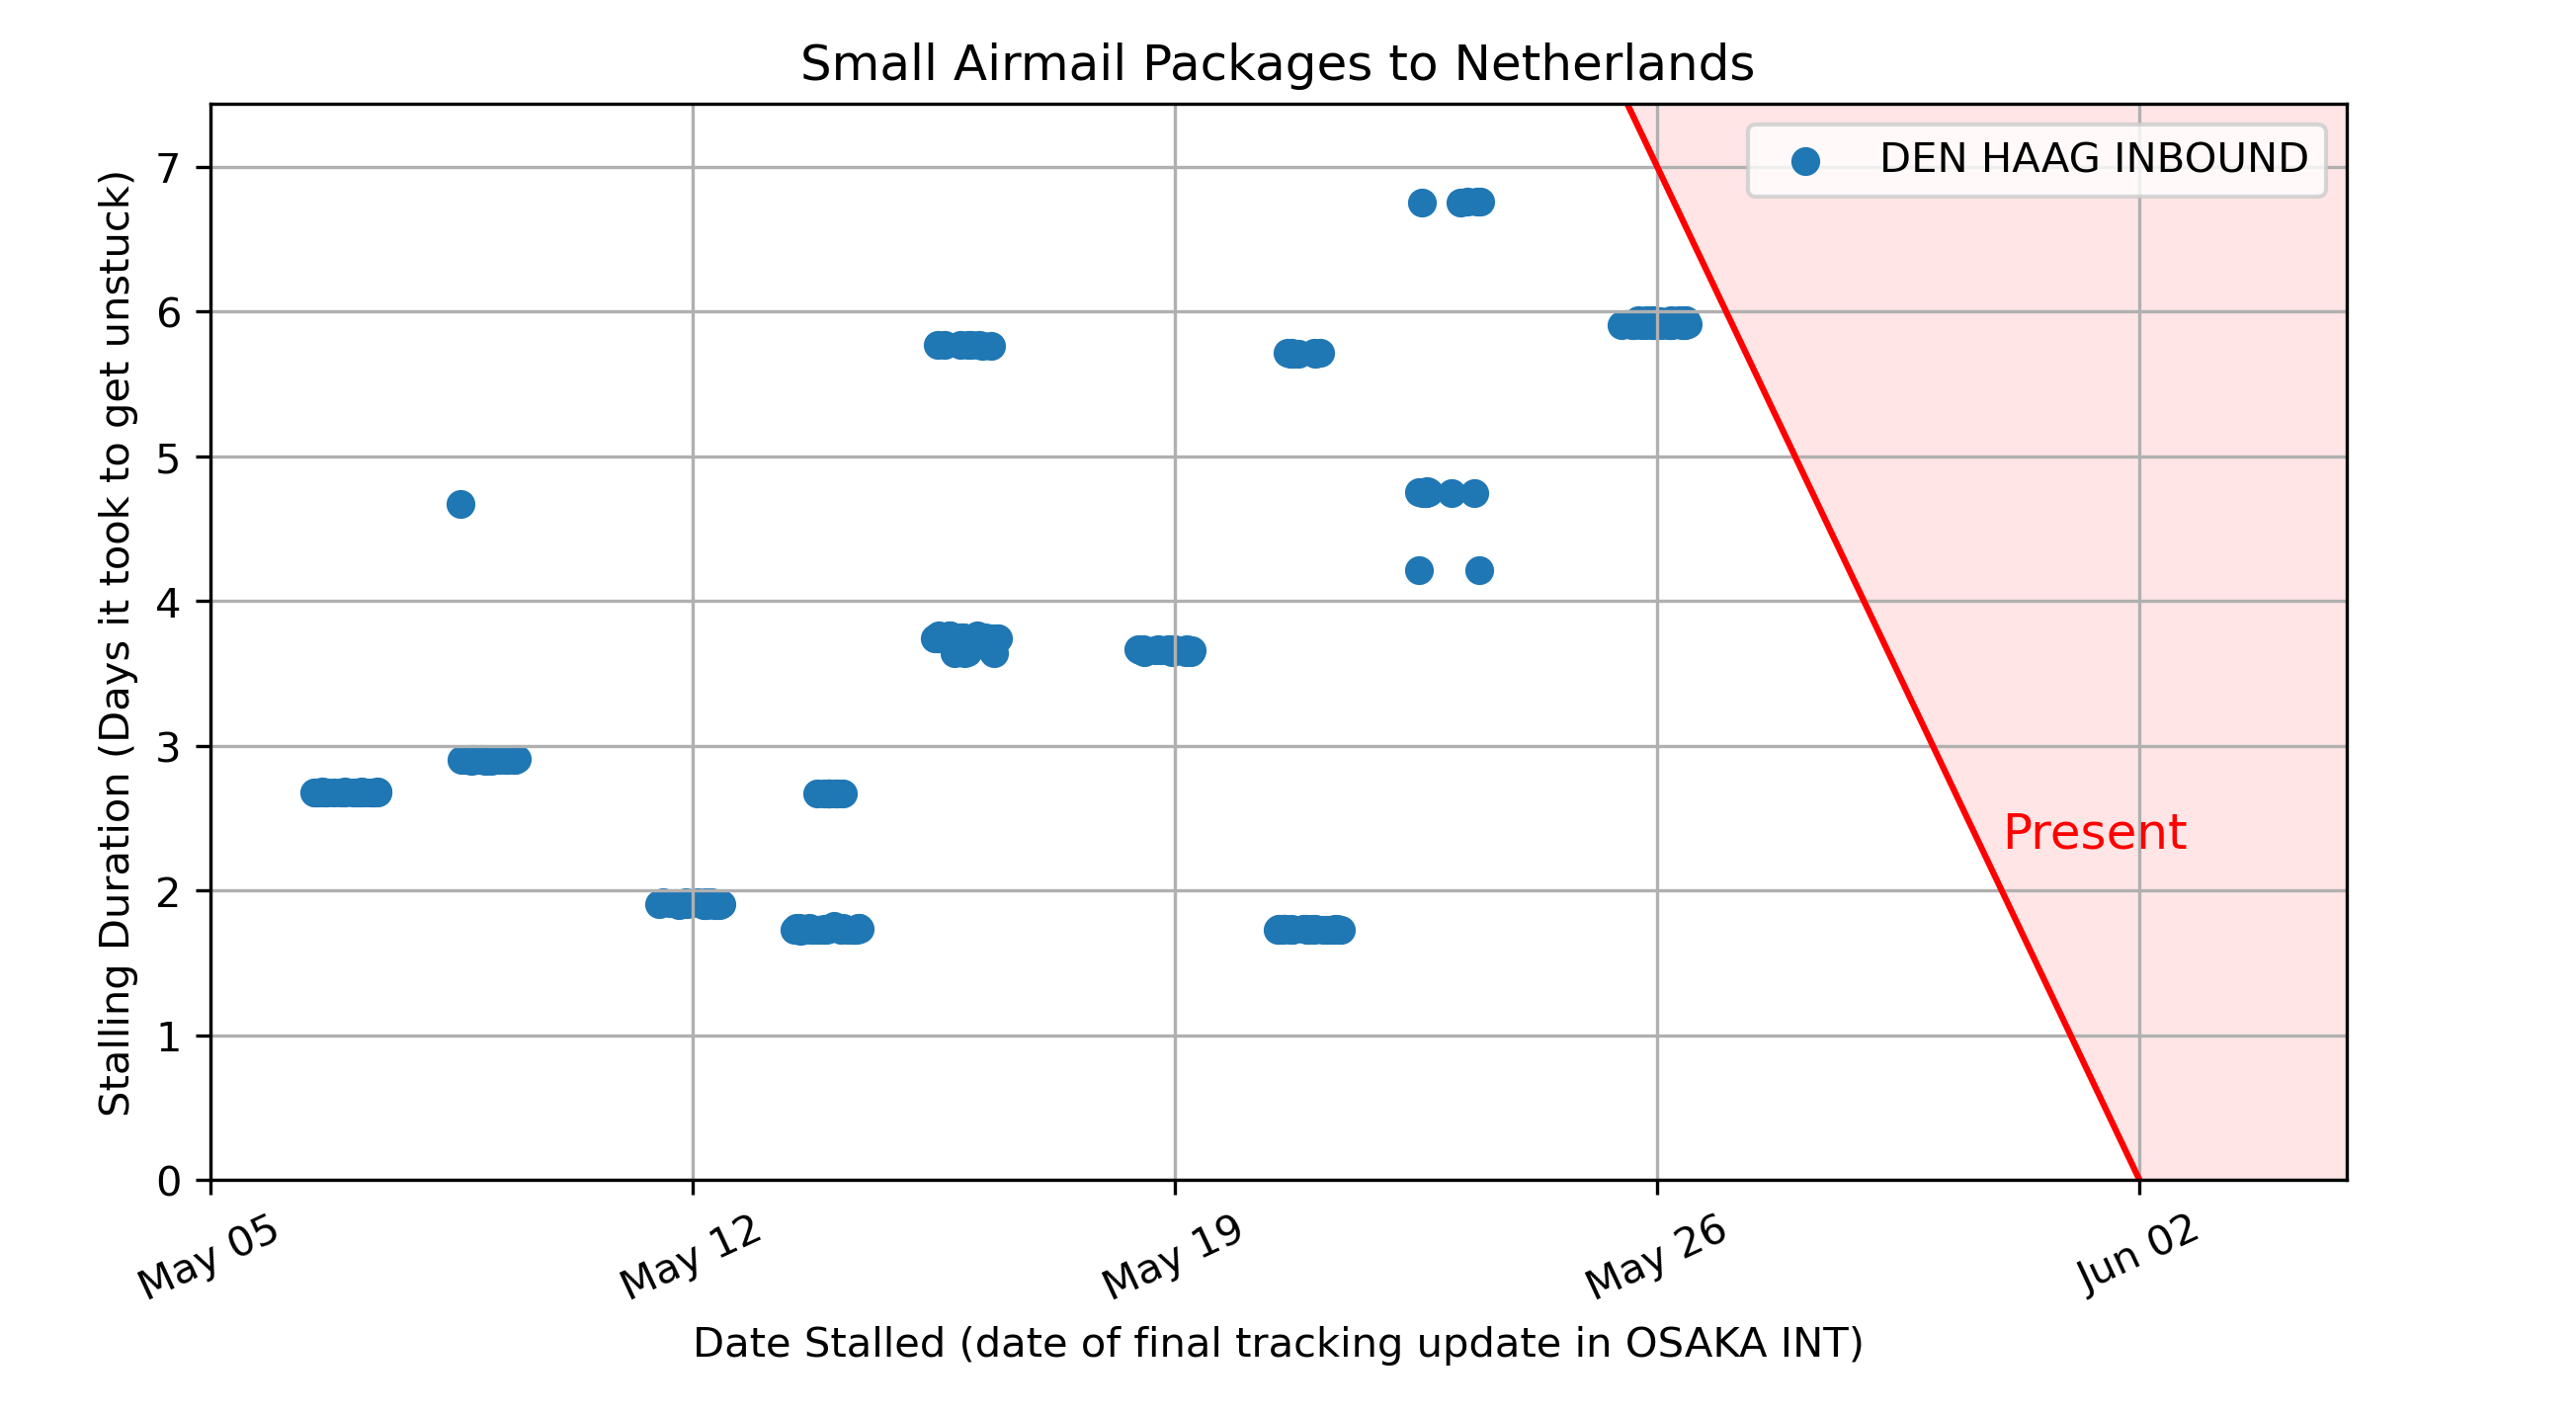 Small Airmail Packages to Netherlands
DEN HAAG INBOUND
Stalling Duration (Days it took to get unstuck)
7
6
5
4
3
2
1
0
Present
May 05
May 12
May 19
May 26
Jun 02
Date Stalled (date of final tracking update in OSAKA INT)